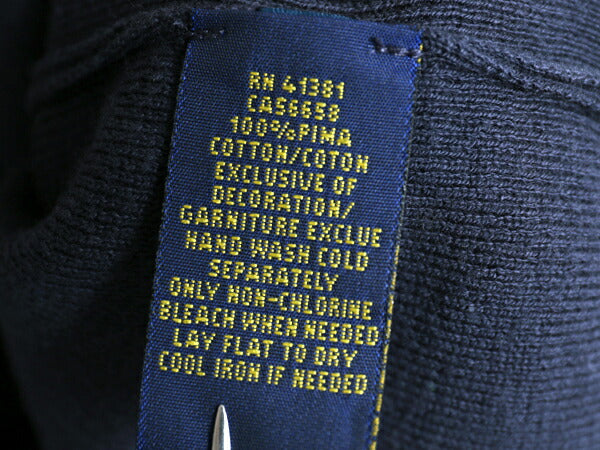 RN 41381
CA56658
100%PIMA
COTTON/COTON
EXCLUSIVE OF
DECORATION/
GARNITURE EXCLUE
HAND WASH COLD
SEPARATELY
ONLY NON-CHLORINE
BLEACH WHEN NEEDED
LAY FLAT TO DRY
COOL IRON IF NEEDED